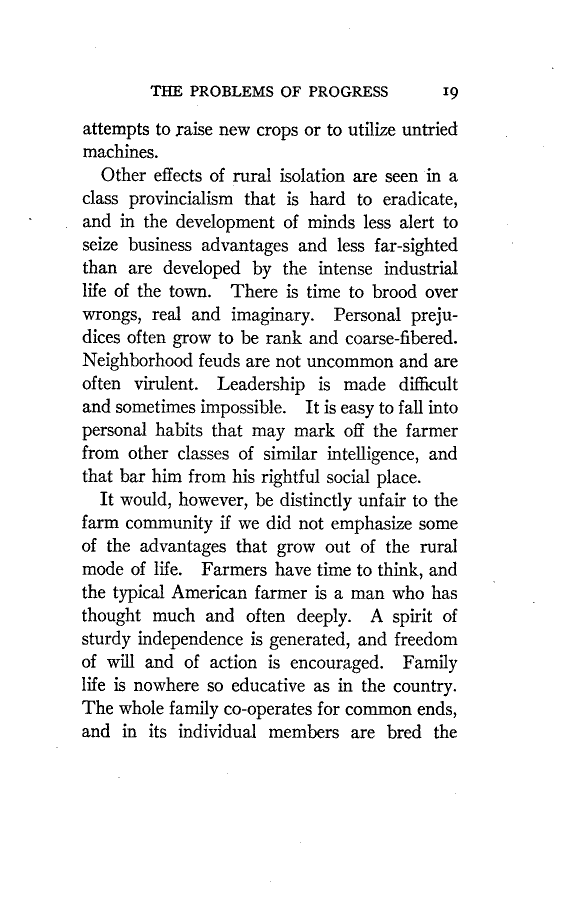 THE PROBLEMS OF PROGRESS 19
attempts to raise new crops or to utilize untried
machines.
Other effects of rural isolation are seen in a
class provincialism that is hard to eradicate,
and in the development of minds less alert to
seize business advantages and less far-sighted
than are developed by the intense industrial
life of the town. There is time to brood over
wrongs, real and imaginary. Personal preju-
dices often grow to be rank and coarse-fibered.
Neighborhood feuds are not uncommon and are
often virulent. Leadership is made difficult
and sometimes impossible. It is easy to fall into
personal habits that may mark off the farmer
from other classes of similar intelligence, and
that bar him from his rightful social place.
It would, however, be distinctly unfair to the
farm community if we did not emphasize some
of the advantages that grow out of the rural
mode of life. Farmers have time to think, and
the typical American farmer is a man who has
thought much and often deeply. A spirit of
sturdy independence is generated, and freedom
of will and of action is encouraged. Family
life is nowhere so educative as in the country.
The whole family co-operates for common ends,
and in its individual members are bred the